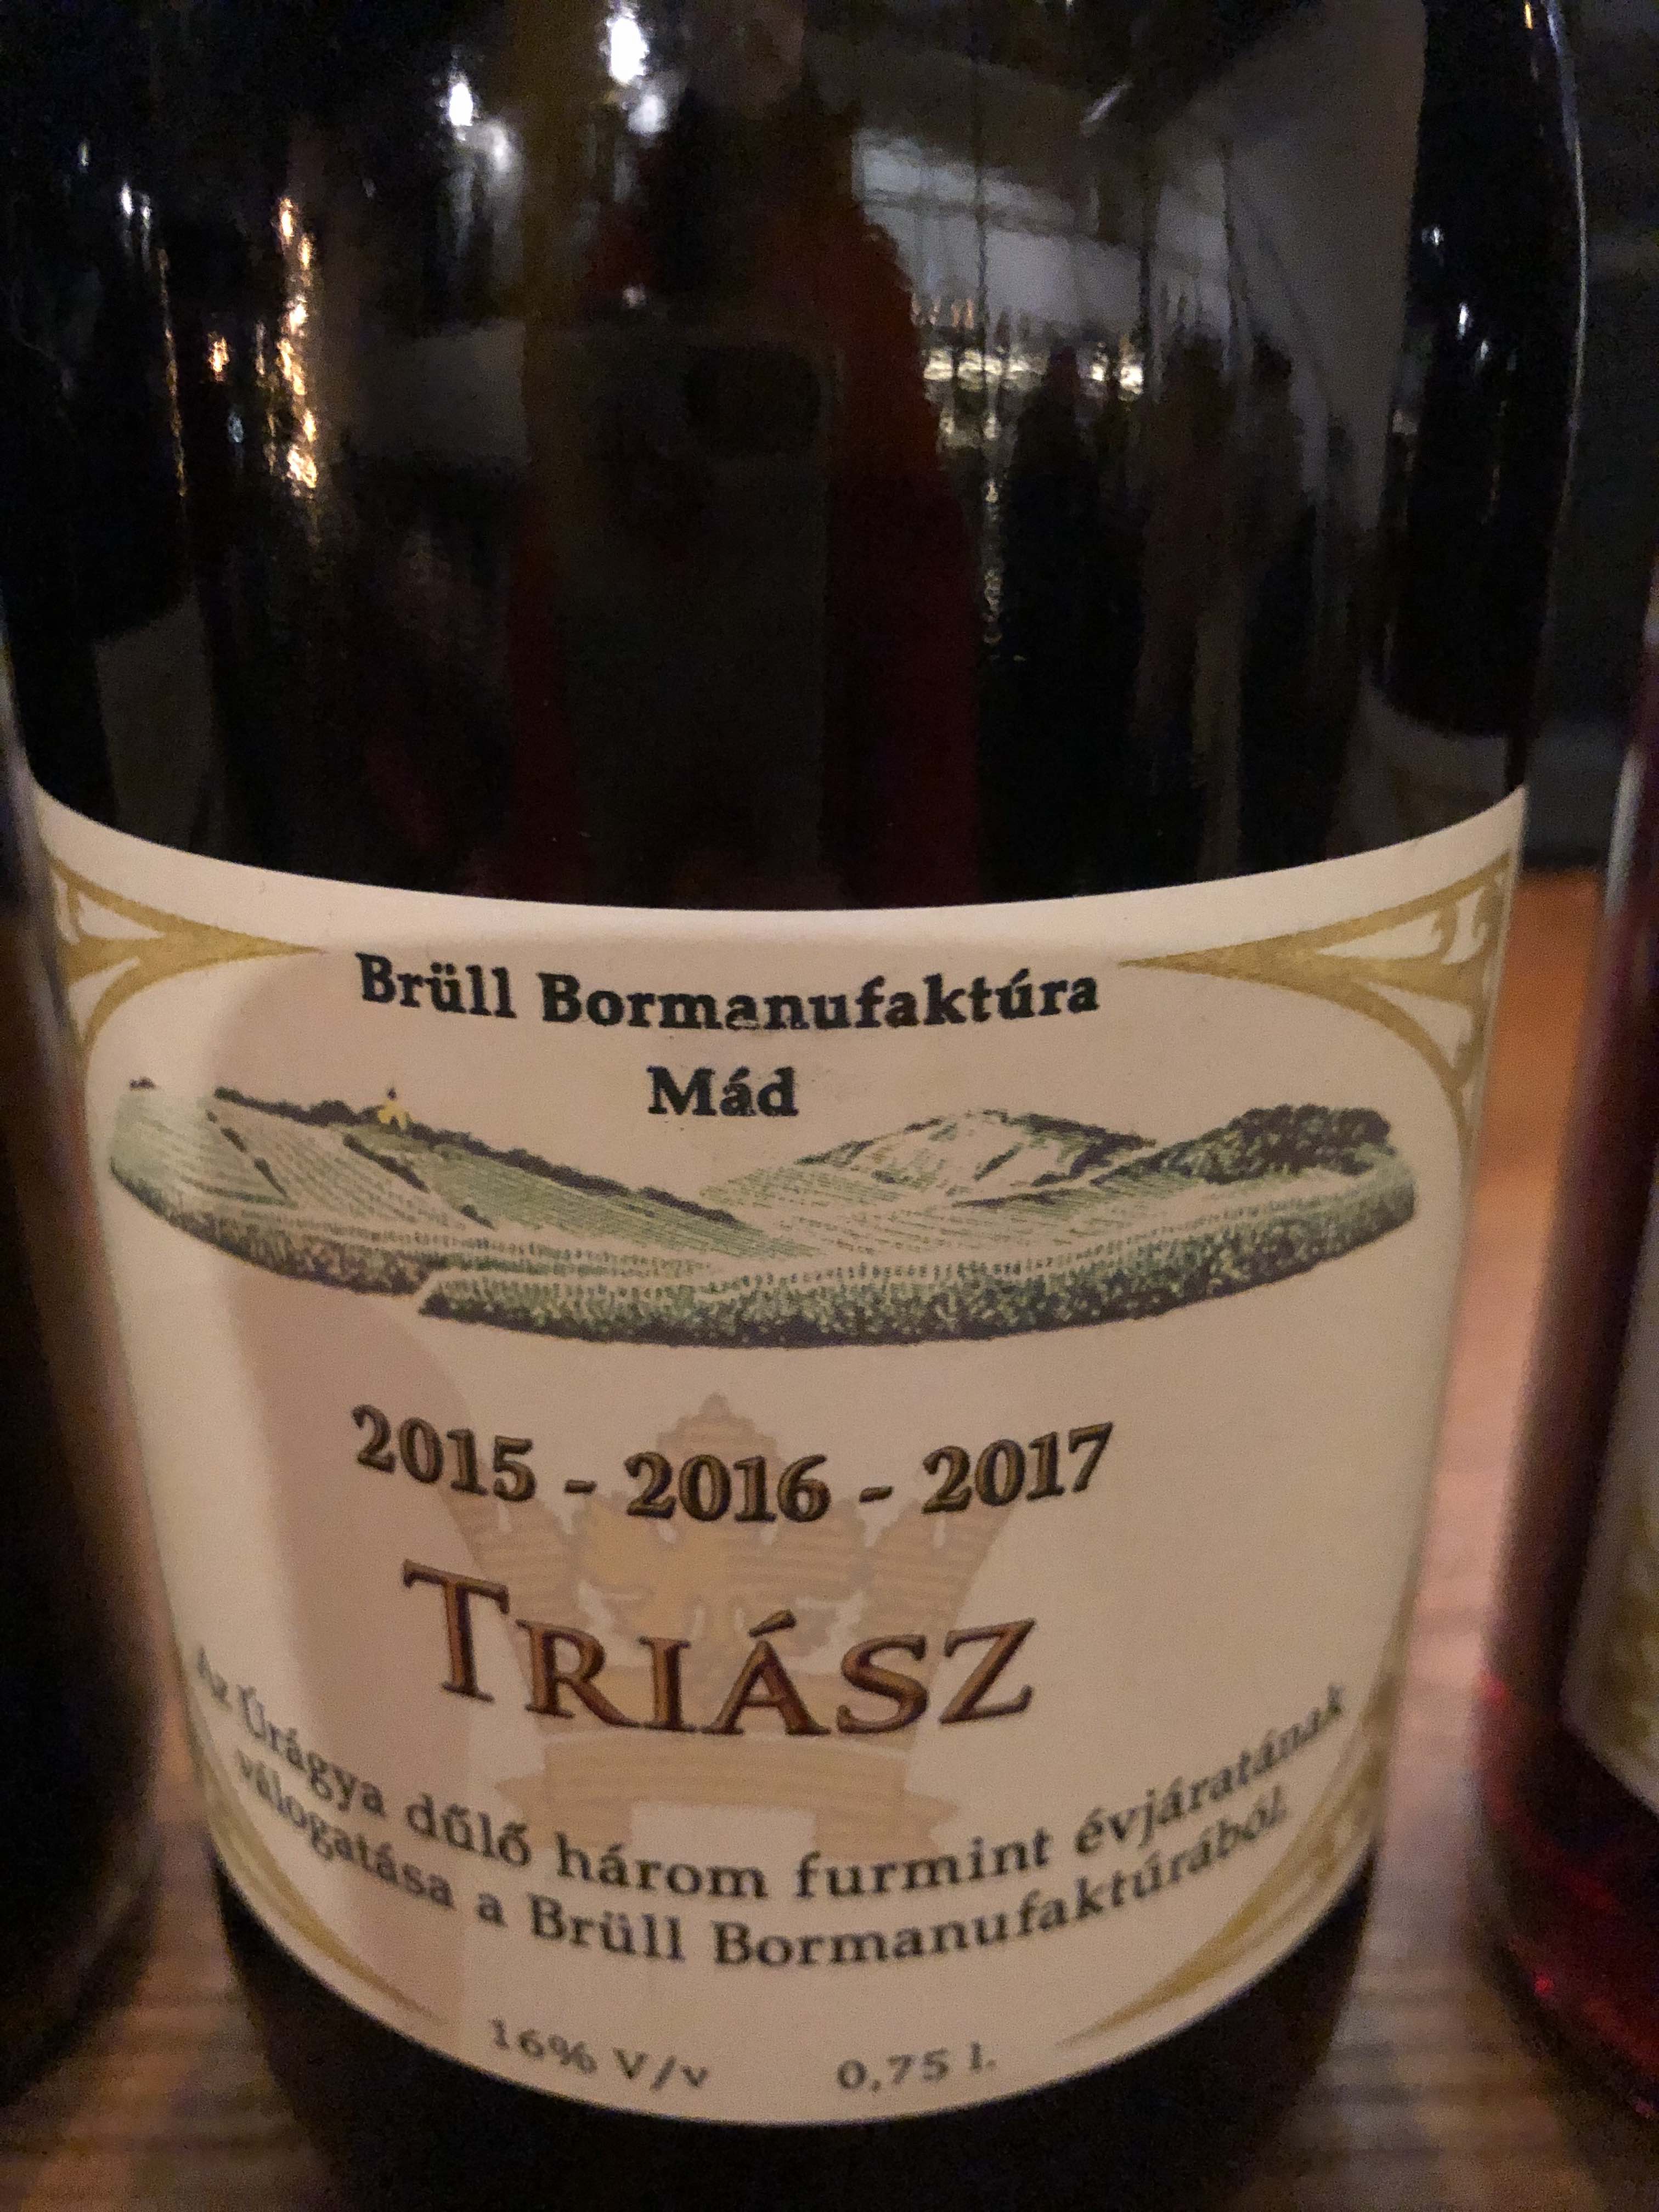 Brüll Bormanufaktúra
Mád
2015 - 2016 - 2017
TRIÁSZ
Az Úrágya dűlő három furmint évjáratának
válogatása a Brüll Bormanufaktúrából.
16% V/v 0,75 l.